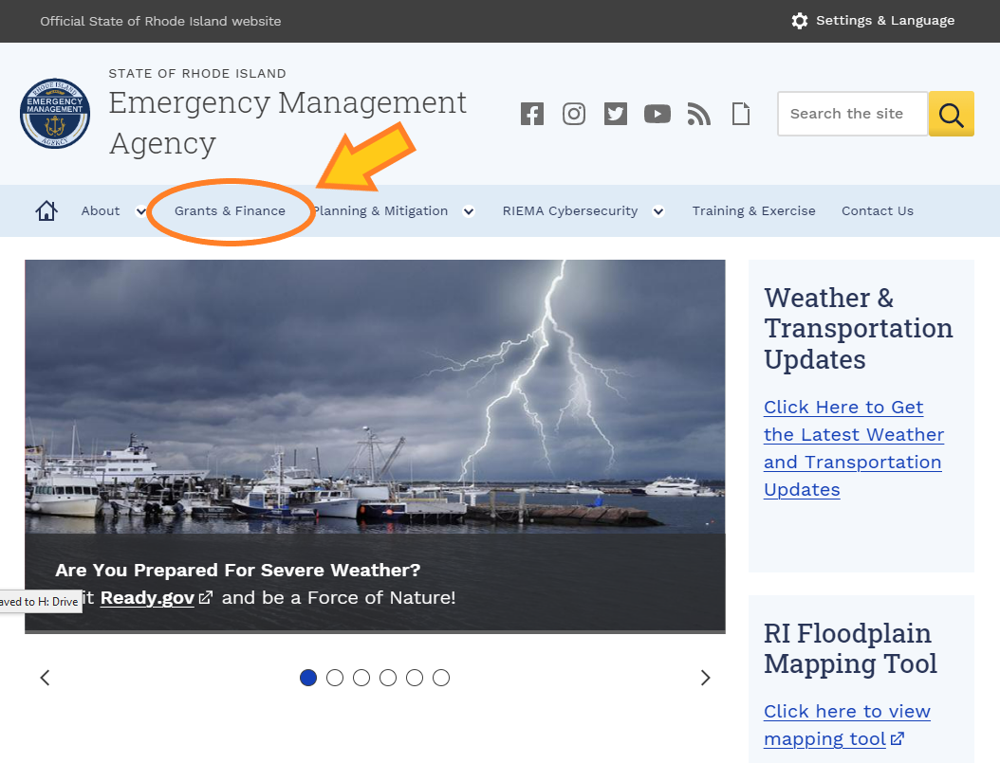 Official State of Rhode Island website
Settings & Language
RHODE ISLAND
EMERGENCY
MANAGEMENT
AGENCY
STATE OF RHODE ISLAND
Emergency Management
Agency
Search the site
About
Grants & Finance
Planning & Mitigation
RIEMA Cybersecurity
Training & Exercise
Contact Us
Are You Prepared For Severe Weather?
it Ready.gov and be a Force of Nature!
aved to H: Drive
Weather &
Transportation
Updates
Click Here to Get
the Latest Weather
and Transportation
Updates
RI Floodplain
Mapping Tool
Click here to view
mapping tool